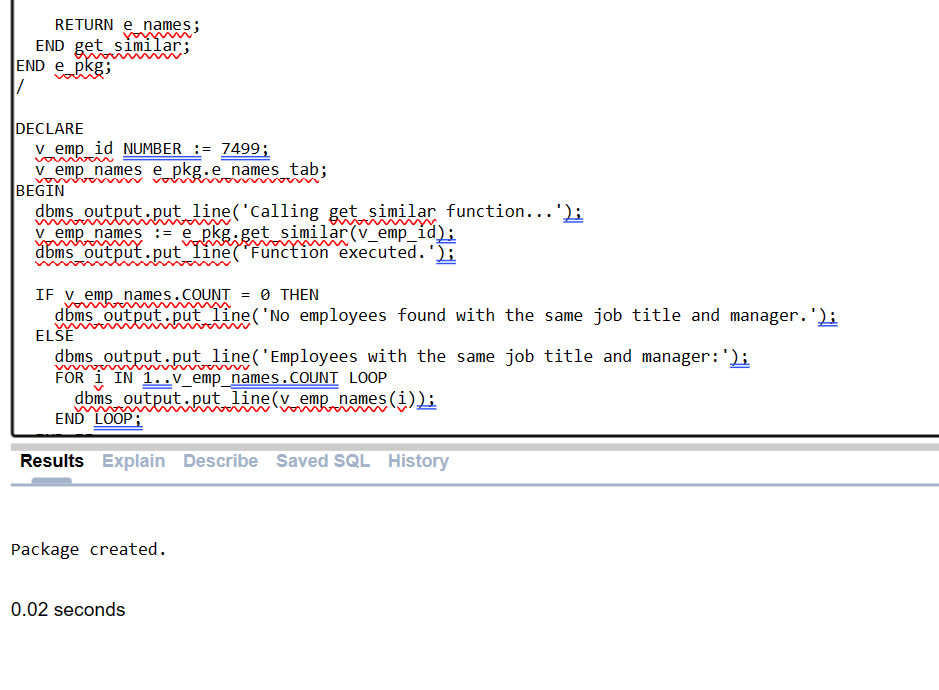 RETURN e_names;
END get_similar;
END e_pkg;
/
DECLARE
v_emp_id NUMBER := 7499;
v_emp_names e_pkg.e_names_tab;
BEGIN
dbms_output.put_line('Calling get_similar function...');
v_emp_names := e_pkg.get_similar(v_emp_id);
dbms_output.put_line('Function executed.');
IF v_emp_names.COUNT = 0 THEN
dbms_output.put_line('No employees found with the same job title and manager.');
ELSE
dbms_output.put_line('Employees with the same job title and manager:');
FOR i IN 1..v_emp_names.COUNT LOOP
dbms_output.put_line(v_emp_names(i));
END LOOP;
Results Explain Describe Saved SQL History
Package created.
0.02 seconds